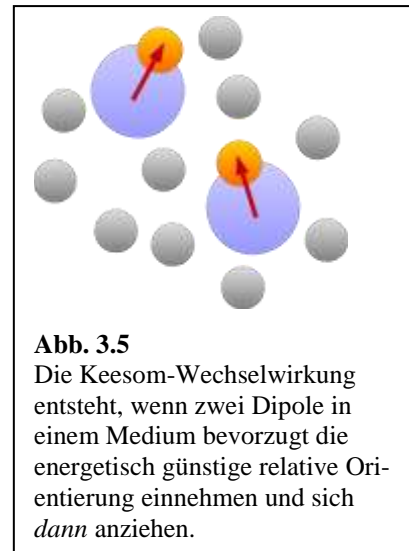 Abb. 3.5
Die Keesom-Wechselwirkung
entsteht, wenn zwei Dipole in
einem Medium bevorzugt die
energetisch günstige relative Ori-
entierung einnehmen und sich
dann anziehen.